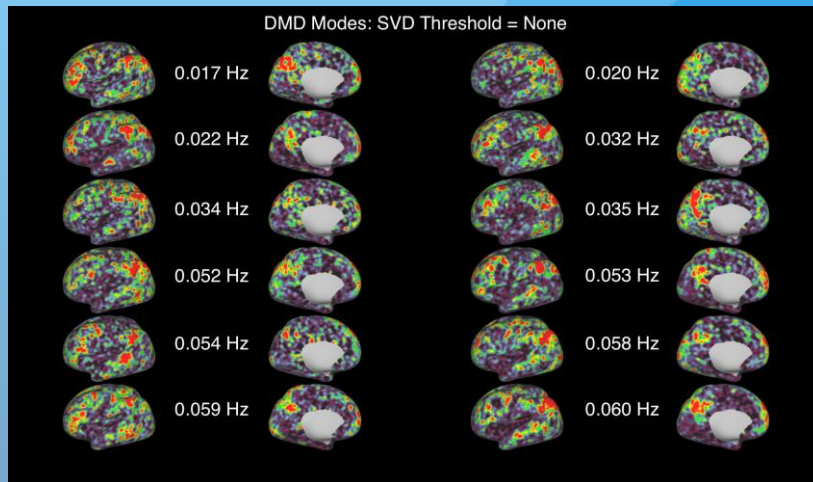 DMD Modes: SVD Threshold = None
0.017 Hz
0.020 Hz
0.022 Hz
0.032 Hz
0.034 Hz
0.035 Hz
0.052 Hz
0.053 Hz
0.054 Hz
0.058 Hz
0.059 Hz
0.060 Hz